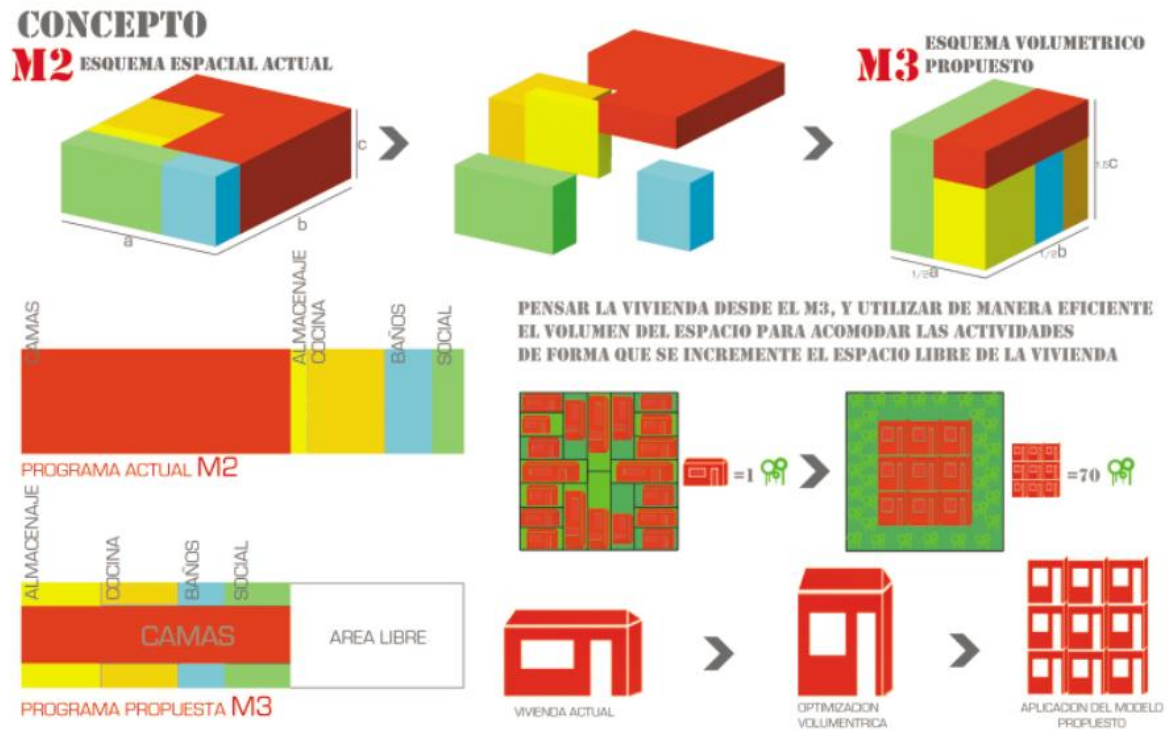 CONCEPTO
M2 ESQUEMA ESPACIAL ACTUAL
M3 ESQUEMA VOLUMETRICO
PROPUESTO
c
b
a
1.5c
1/2b
1/2a
CAMAS
ALMACENAJE
COCINA
BAÑOS
SOCIAL
PROGRAMA ACTUAL M2
PENSAR LA VIVIENDA DESDE EL M3, Y UTILIZAR DE MANERA EFICIENTE
EL VOLUMEN DEL ESPACIO PARA ACOMODAR LAS ACTIVIDADES
DE FORMA QUE SE INCREMENTE EL ESPACIO LIBRE DE LA VIVIENDA
=1
=70
ALMACENAJE
COCINA
BAÑOS
SOCIAL
CAMAS
AREA LIBRE
PROGRAMA PROPUESTA M3
VIVIENDA ACTUAL
OPTIMIZACION
VOLUMENTRICA
APLICACION DEL MODELO
PROPUESTO